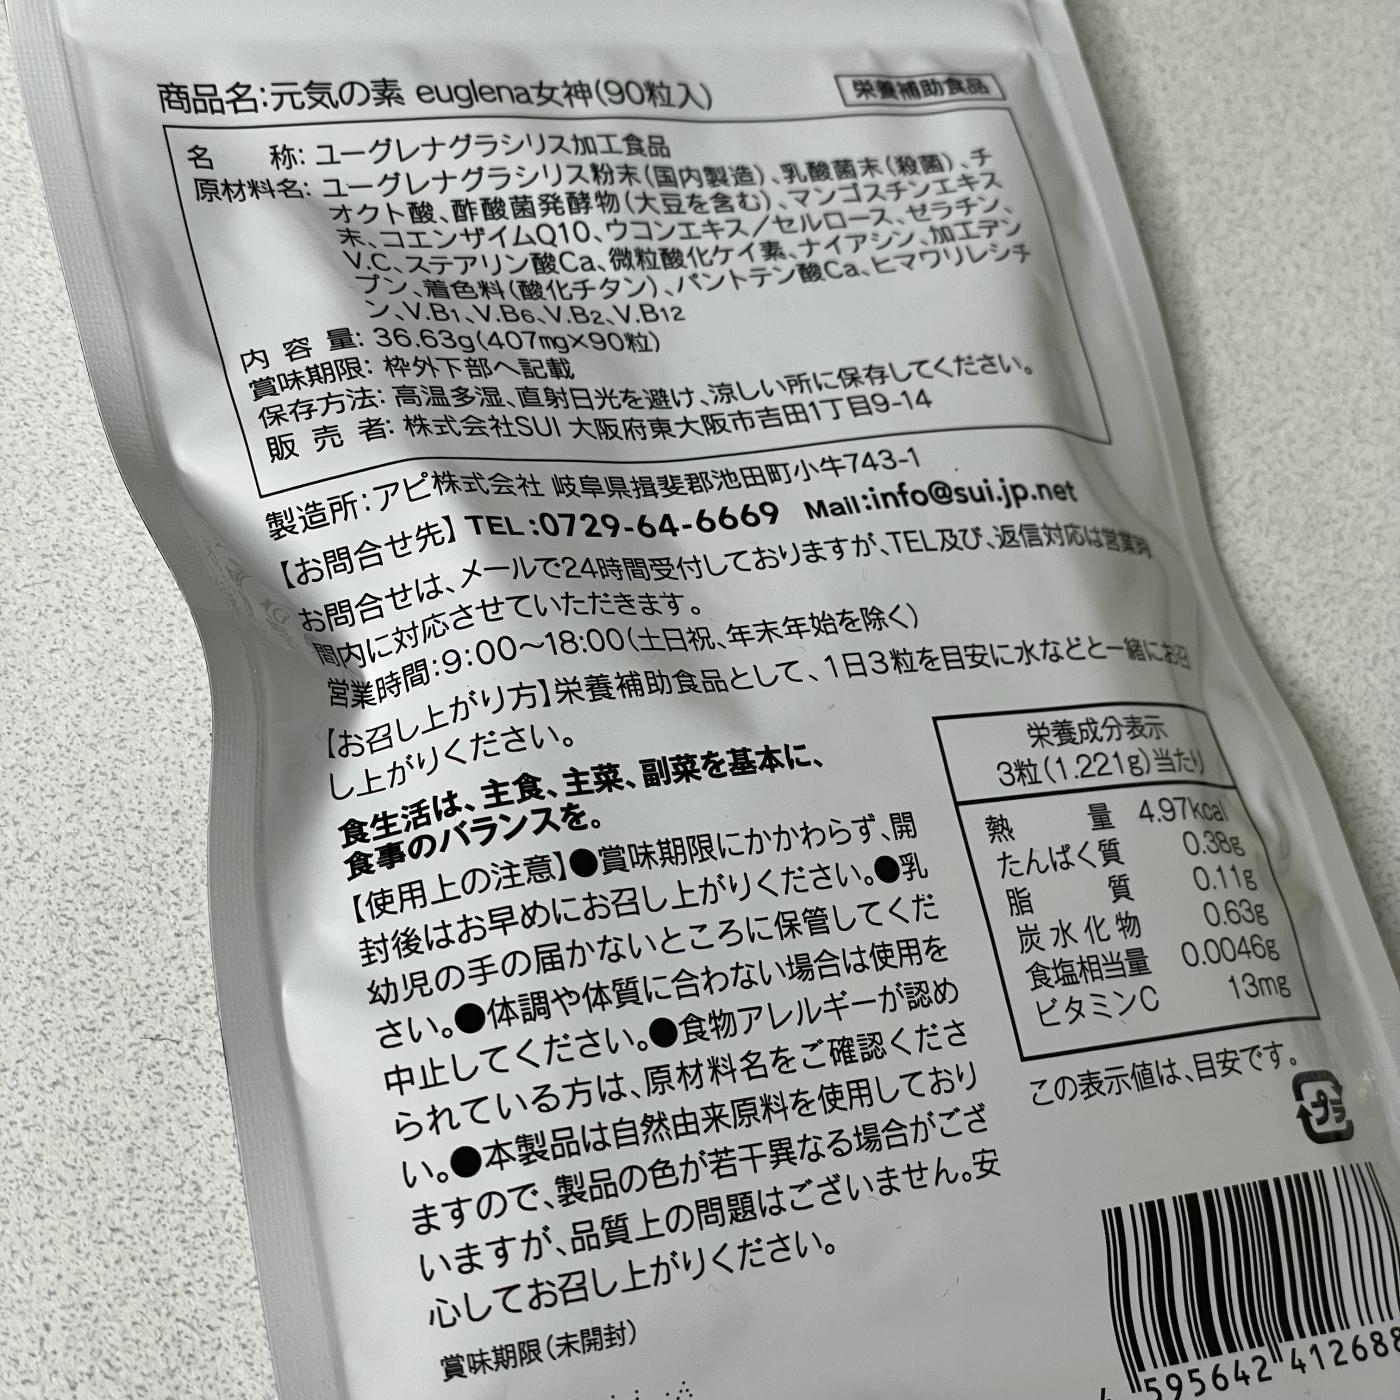 商品名:元気の素 euglena女神(90粒入)
栄養補助食品
名 称: ユーグレナグラシリス加工食品
原材料名: ユーグレナグラシリス粉末(国内製造)、乳酸菌末(殺菌)、チ
オクト酸、酢酸菌発酵物(大豆を含む)、マンゴスチンエキス
末、コエンザイムQ10、ウコンエキス/セルロース、ゼラチン、
V.C、ステアリン酸Ca、微粒酸化ケイ素、ナイアシン、加工デン
プン、着色料(酸化チタン)、パントテン酸Ca、ヒマワリレシチ
ン、V.B1、V.B6、V.B2、V.B12
内 容 量: 36.63g(407mg×90粒)
賞味期限: 枠外下部へ記載
保存方法: 高温多湿、直射日光を避け、涼しい所に保存してください。
販 売 者: 株式会社SUI 大阪府東大阪市吉田1丁目9-14
製造所:アピ株式会社 岐阜県揖斐郡池田町小牛743-1
【お問合せ先】TEL:0729-64-6669 Mail:info@sui.jp.net
お問合せは、メールで24時間受付しておりますが、TEL及び、返信対応は営業時
間内に対応させていただきます。
営業時間:9:00〜18:00(土日祝、年末年始を除く)
【お召し上がり方】栄養補助食品として、1日3粒を目安に水などと一緒にお召
し上がりください。
食生活は、主食、主菜、副菜を基本に、
食事のバランスを。
【使用上の注意】●賞味期限にかかわらず、開
封後はお早めにお召し上がりください。●乳
幼児の手の届かないところに保管してくだ
さい。●体調や体質に合わない場合は使用を
中止してください。●食物アレルギーが認め
られている方は、原材料名をご確認くださ
い。●本製品は自然由来原料を使用しており
ますので、製品の色が若干異なる場合がござ
いますが、品質上の問題はございません。安
心してお召し上がりください。
賞味期限(未開封)
栄養成分表示
3粒(1.221g)当たり
熱 量 4.97kcal
たんぱく質 0.38g
脂 質 0.11g
炭水化物 0.63g
食塩相当量 0.0046g
ビタミンC 13mg
この表示値は、目安です。
プラ
4 595642 412688